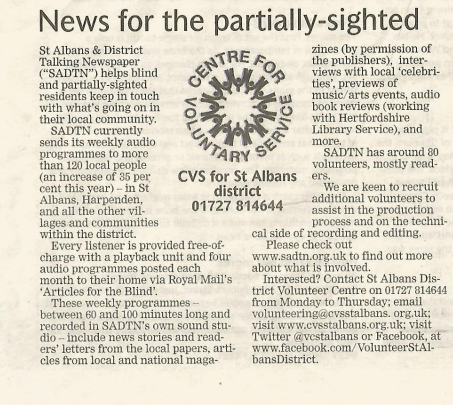 News for the partially-sighted
St Albans & District
Talking Newspaper
("SADTN") helps blind
and partially-sighted
residents keep in touch
with what's going on in
their local community.
SADTN currently
sends its weekly audio
programmes to more
than 120 local people
(an increase of 35 per
cent this year) – in St
Albans, Harpenden,
and all the other vil-
lages and communities
within the district.
Every listener is provided free-of-
charge with a playback unit and four
audio programmes posted each
month to their home via Royal Mail's
'Articles for the Blind'.
These weekly programmes –
between 60 and 100 minutes long and
recorded in SADTN's own sound stu-
dio – include news stories and read-
ers' letters from the local papers, arti-
cles from local and national maga-
CENTRE FOR
VOLUNTARY SERVICE
CVS for St Albans
district
01727 814644
zines (by permission of
the publishers), inter-
views with local 'celebri-
ties', previews of
music/arts events, audio
book reviews (working
with Hertfordshire
Library Service), and
more.
SADTN has around 80
volunteers, mostly read-
ers.
We are keen to recruit
additional volunteers to
assist in the production
process and on the techni-
cal side of recording and editing.
Please check out
www.sadtn.org.uk to find out more
about what is involved.
Interested? Contact St Albans Dis-
trict Volunteer Centre on 01727 814644
from Monday to Thursday; email
volunteering@cvsstalbans. org.uk;
visit www.cvsstalbans.org.uk; visit
Twitter @vcstalbans or Facebook, at
www.facebook.com/VolunteerStAl-
bansDistrict.